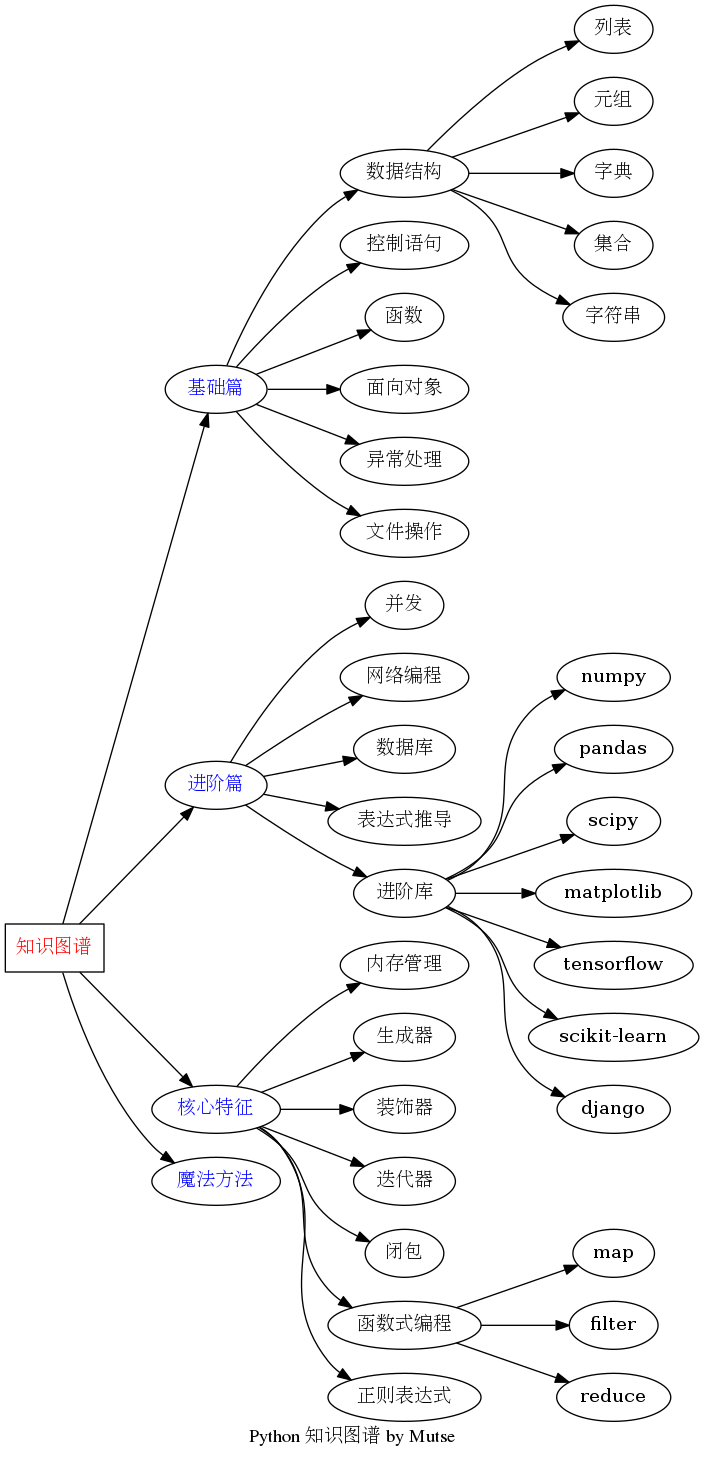 知识图谱
基础篇
数据结构
列表
元组
字典
集合
字符串
控制语句
函数
面向对象
异常处理
文件操作
进阶篇
并发
网络编程
数据库
表达式推导
进阶库
numpy
pandas
scipy
matplotlib
tensorflow
scikit-learn
django
核心特征
内存管理
生成器
装饰器
迭代器
闭包
函数式编程
map
filter
reduce
正则表达式
魔法方法
Python 知识图谱 by Mutse